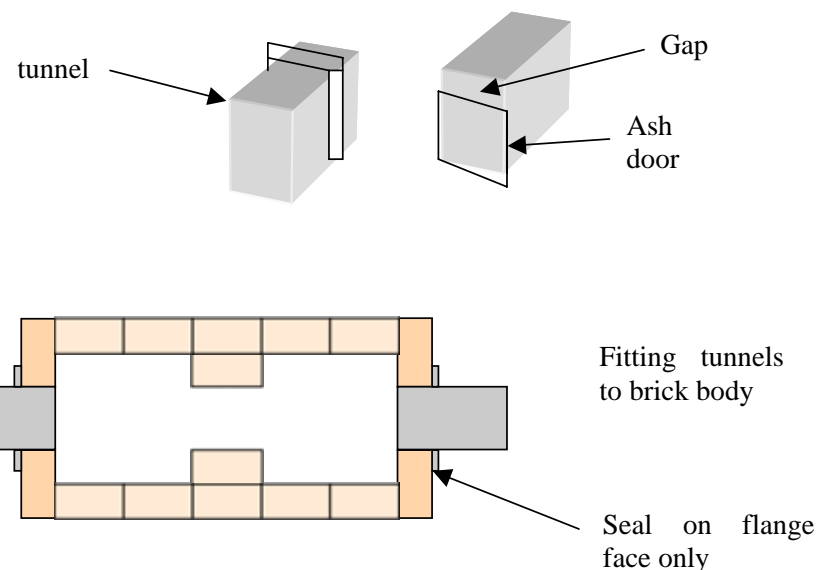 tunnel
Gap
Ash
door
Fitting tunnels
to brick body
Seal on flange
face only